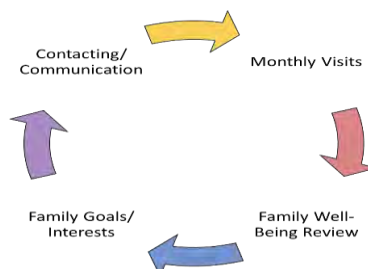 Contacting/
Communication
Monthly Visits
Family Well-
Being Review
Family Goals/
Interests